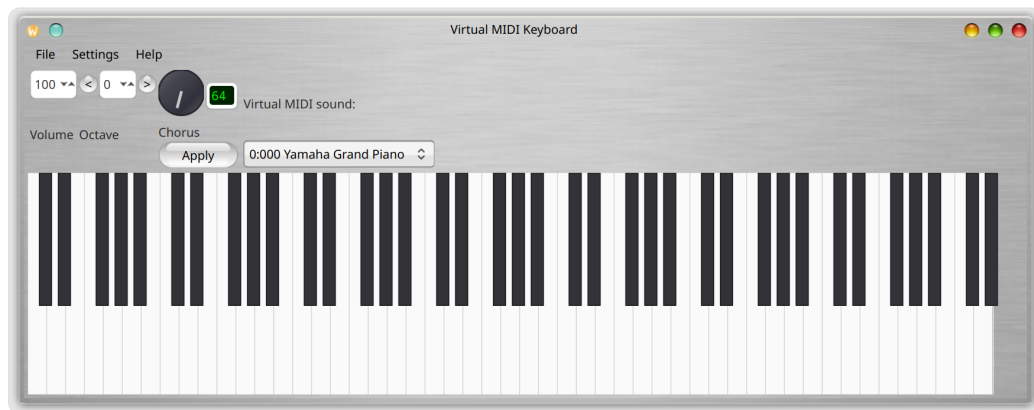 Virtual MIDI Keyboard
File Settings Help
100 < 0 > 64 Virtual MIDI sound:
Volume Octave Chorus
Apply 0:000 Yamaha Grand Piano